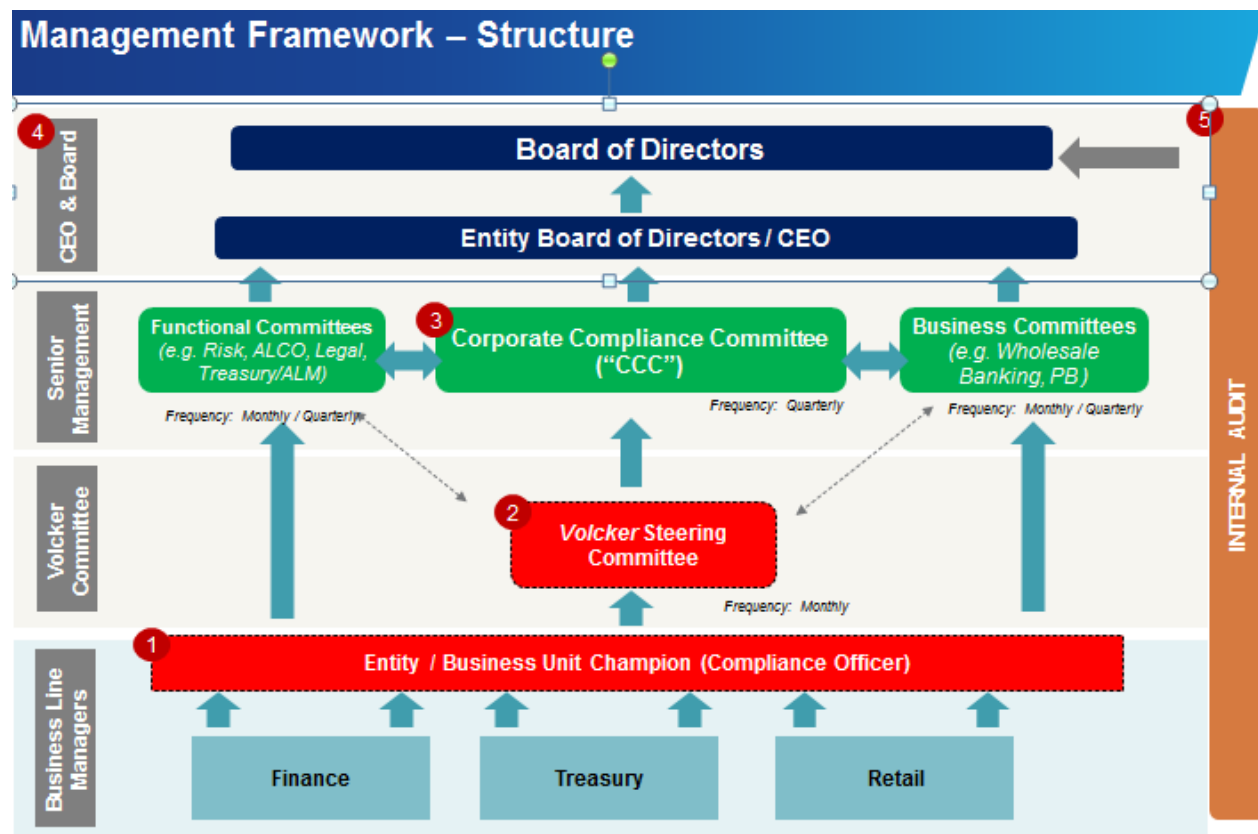 Management Framework – Structure
4
5
CEO & Board
Board of Directors
Entity Board of Directors / CEO
Senior
Management
Functional Committees
(e.g. Risk, ALCO, Legal,
Treasury/ALM)
Frequency: Monthly / Quarterly
3
Corporate Compliance Committee
(“CCC”)
Frequency: Quarterly
Business Committees
(e.g. Wholesale
Banking, PB )
Frequency: Monthly / Quarterly
INTERNAL AUDIT
Volcker
Committee
2
Volcker Steering
Committee
Frequency: Monthly
Business Line
Managers
1
Entity / Business Unit Champion (Compliance Officer)
Finance
Treasury
Retail